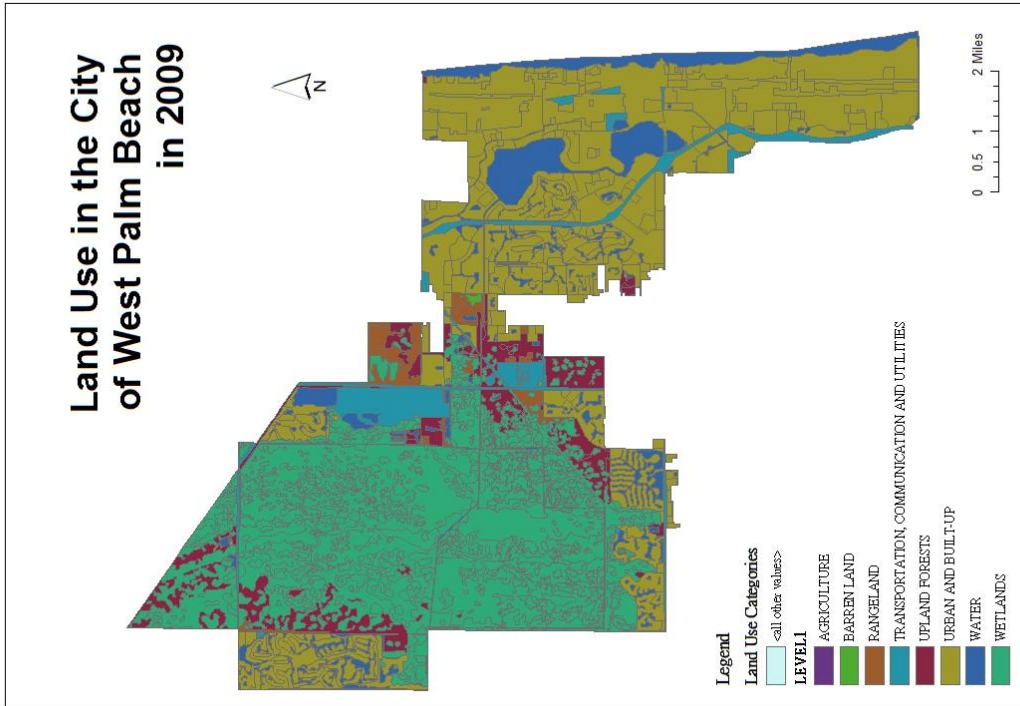 Land Use in the City
of West Palm Beach
in 2009
N
Legend
Land Use Categories
<all other values>
LEVEL1
AGRICULTURE
BARREN LAND
RANGELAND
TRANSPORTATION, COMMUNICATION AND UTILITIES
UPLAND FORESTS
URBAN AND BUILT-UP
WATER
WETLANDS
0 0.5 1 2 Miles